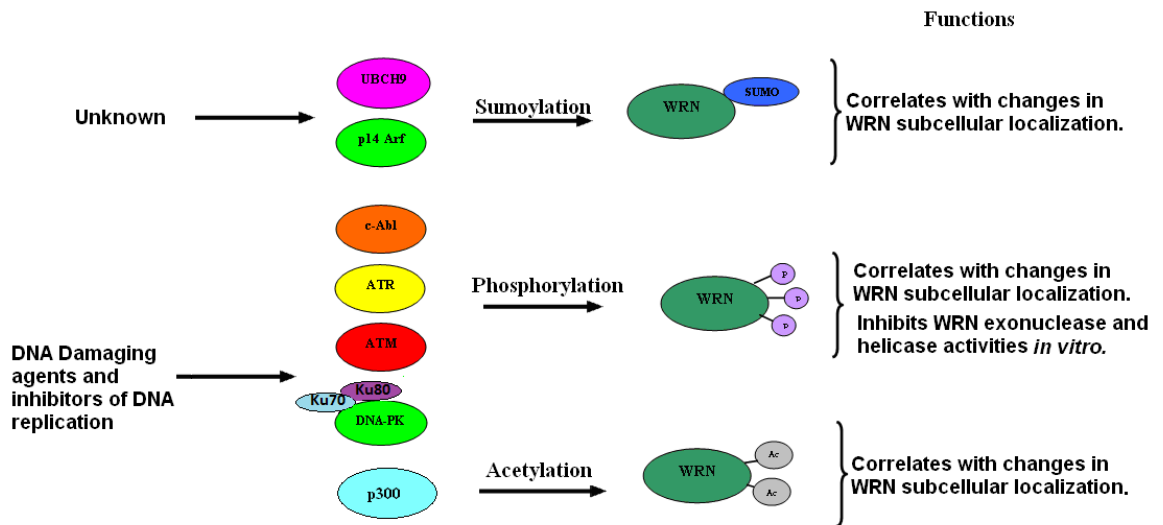 Functions
Unknown
UBCH9
p14 Arf
Sumoylation
WRN
SUMO
Correlates with changes in
WRN subcellular localization.
DNA Damaging
agents and
inhibitors of DNA
replication
c-Abl
ATR
ATM
Ku80
Ku70
DNA-PK
p300
Phosphorylation
WRN
P
P
P
Correlates with changes in
WRN subcellular localization.
Inhibits WRN exonuclease and
helicase activities in vitro.
Acetylation
WRN
Ac
Ac
Correlates with changes in
WRN subcellular localization.